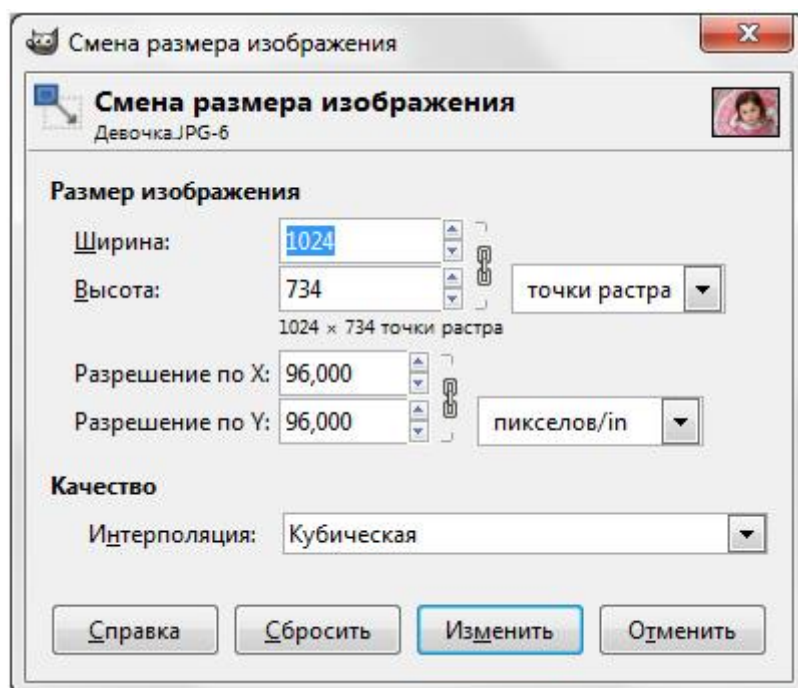 Смена размера изображения
Смена размера изображения
Девочка.JPG-6
Размер изображения
Ширина: 1024
Высота: 734 точки растра
1024 × 734 точки растра
Разрешение по X: 96,000
Разрешение по Y: 96,000 пикселов/in
Качество
Интерполяция: Кубическая
Справка Сбросить Изменить Отменить